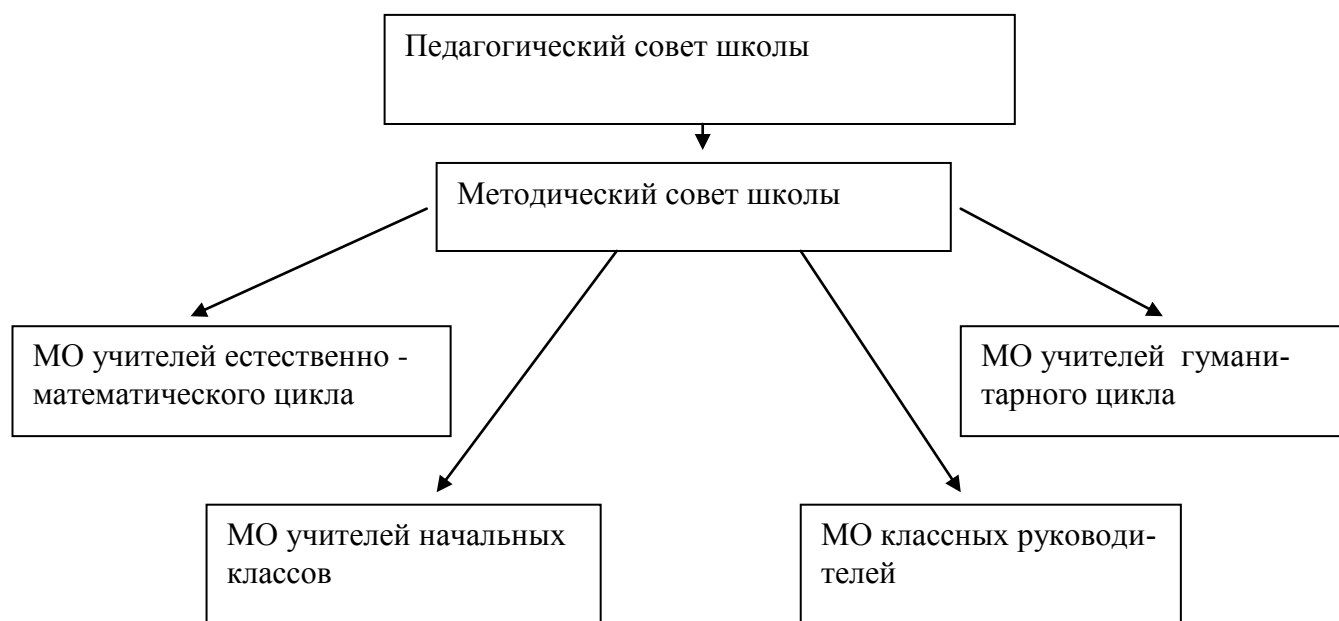 Педагогический совет школы
Методический совет школы
МО учителей естественно -
математического цикла
МО учителей  гумани-
тарного цикла
МО учителей начальных
классов
МО классных руководи-
телей